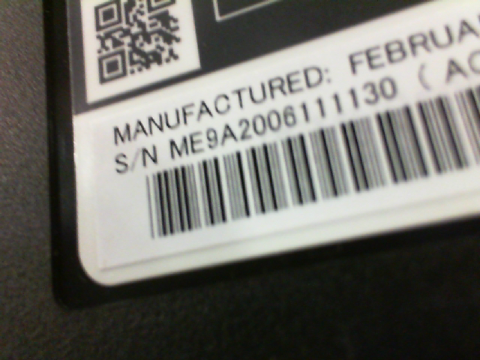 MANUFACTURED: FEBRUA
S/N ME9A2006111130 ( AC